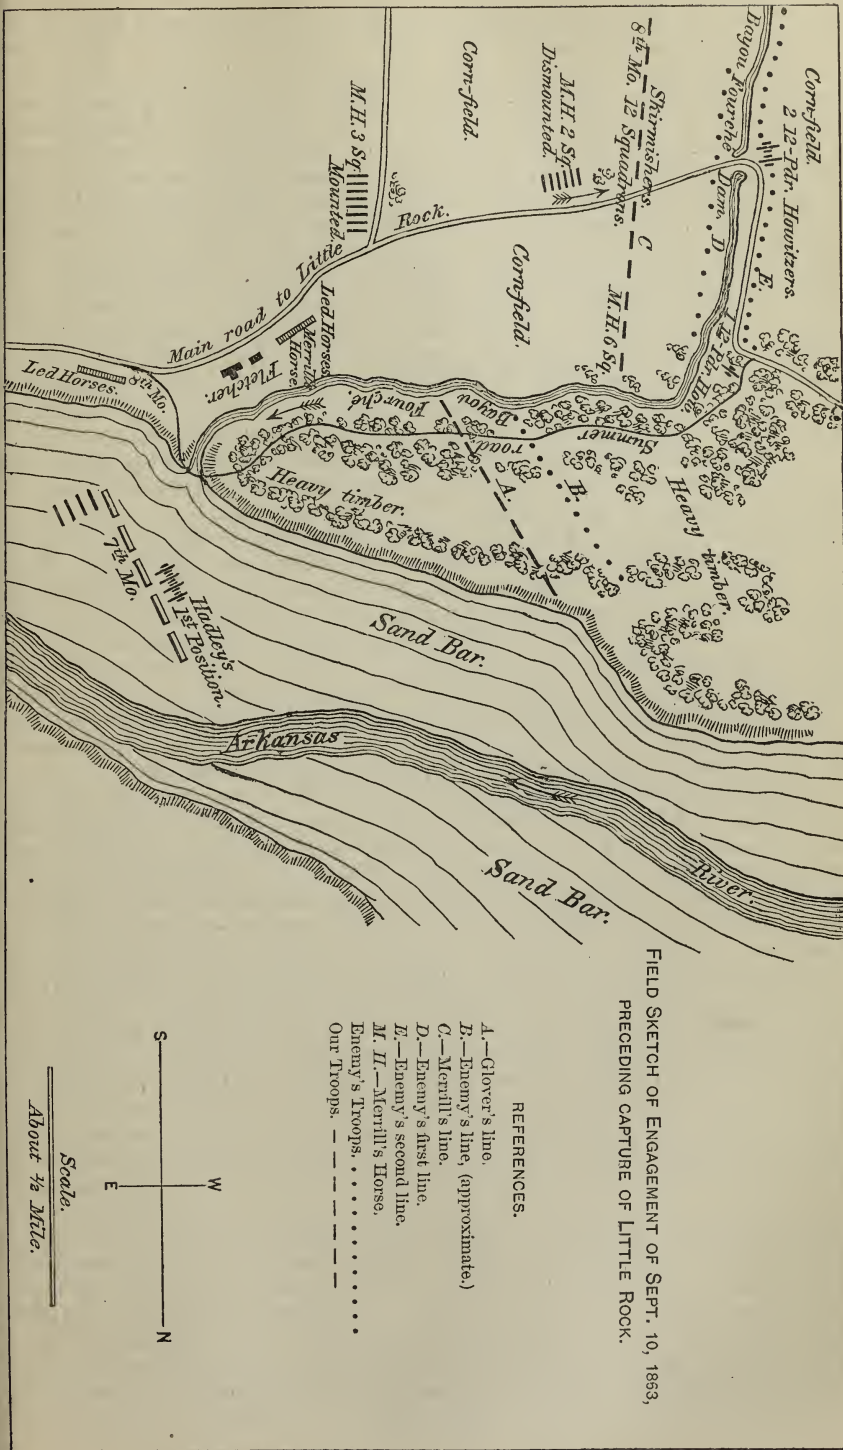 FIELD SKETCH OF ENGAGEMENT OF SEPT. 10, 1863,
PRECEDING CAPTURE OF LITTLE ROCK.
REFERENCES.
A.—Glover's line.
B.—Enemy's line, (approximate.)
C.—Merrill's line.
D.—Enemy's first line.
E.—Enemy's second line.
M. H.—Merrill's Horse.
Enemy's Troops.
Our Troops.
S
W
E
N
Scale.
About ½ Mile.
Corn-field.
2 12-Pdr. Howitzers.
Bayou Fourche
Dam.
D
E.
Skirmishers.
8th Mo. 12 Squadrons.
C
M.H. 6 Sq.
M.H. 2 Sq.
Dismounted.
Corn-field.
Corn-field.
M.H. 3 Sq.
Mounted.
Main road to Little Rock.
Led Horses
Merrill's
Horse.
Fletcher.
Led Horses.
8th Mo.
Bayou Fourche.
Summer road
A.
B.
Heavy timber.
Heavy timber.
Sand Bar.
Hadley's
1st Position.
7th Mo.
Arkansas River.
Sand Bar.